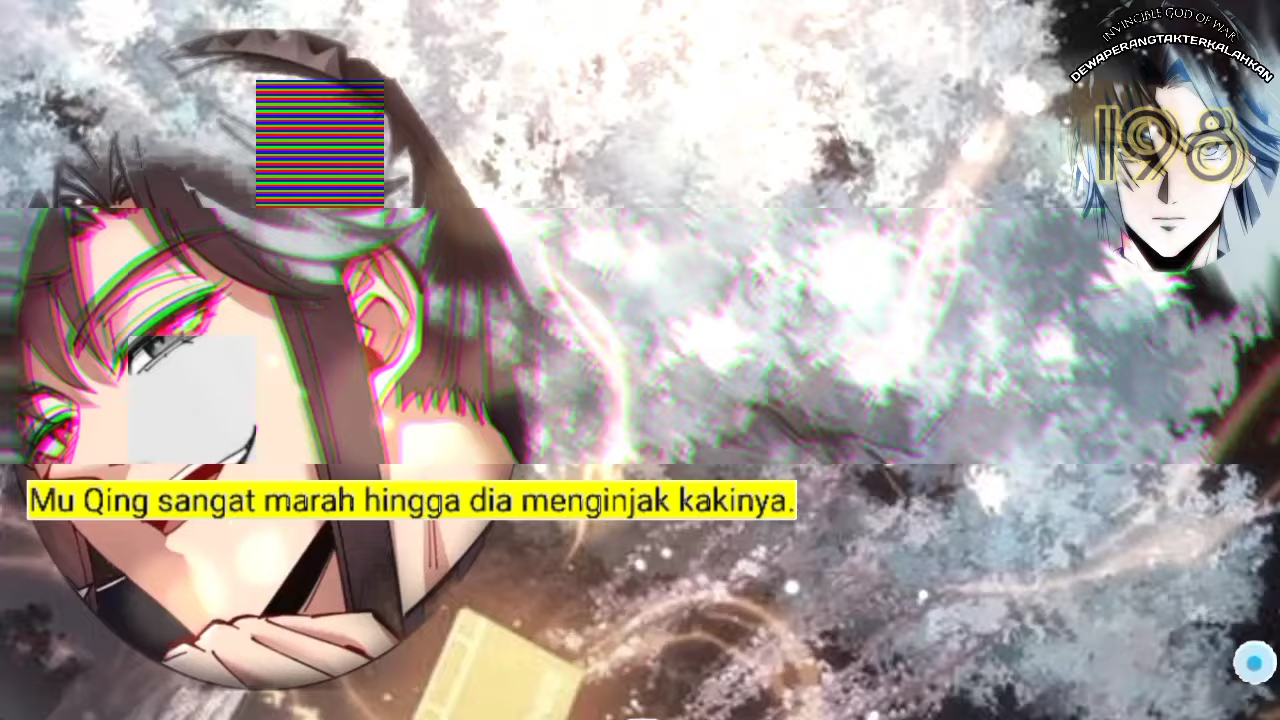 INVINCIBLE GOD OF WAR
DEWAPERANGTAKTERKALAHKAN
198
Mu Qing sangat marah hingga dia menginjak kakinya.